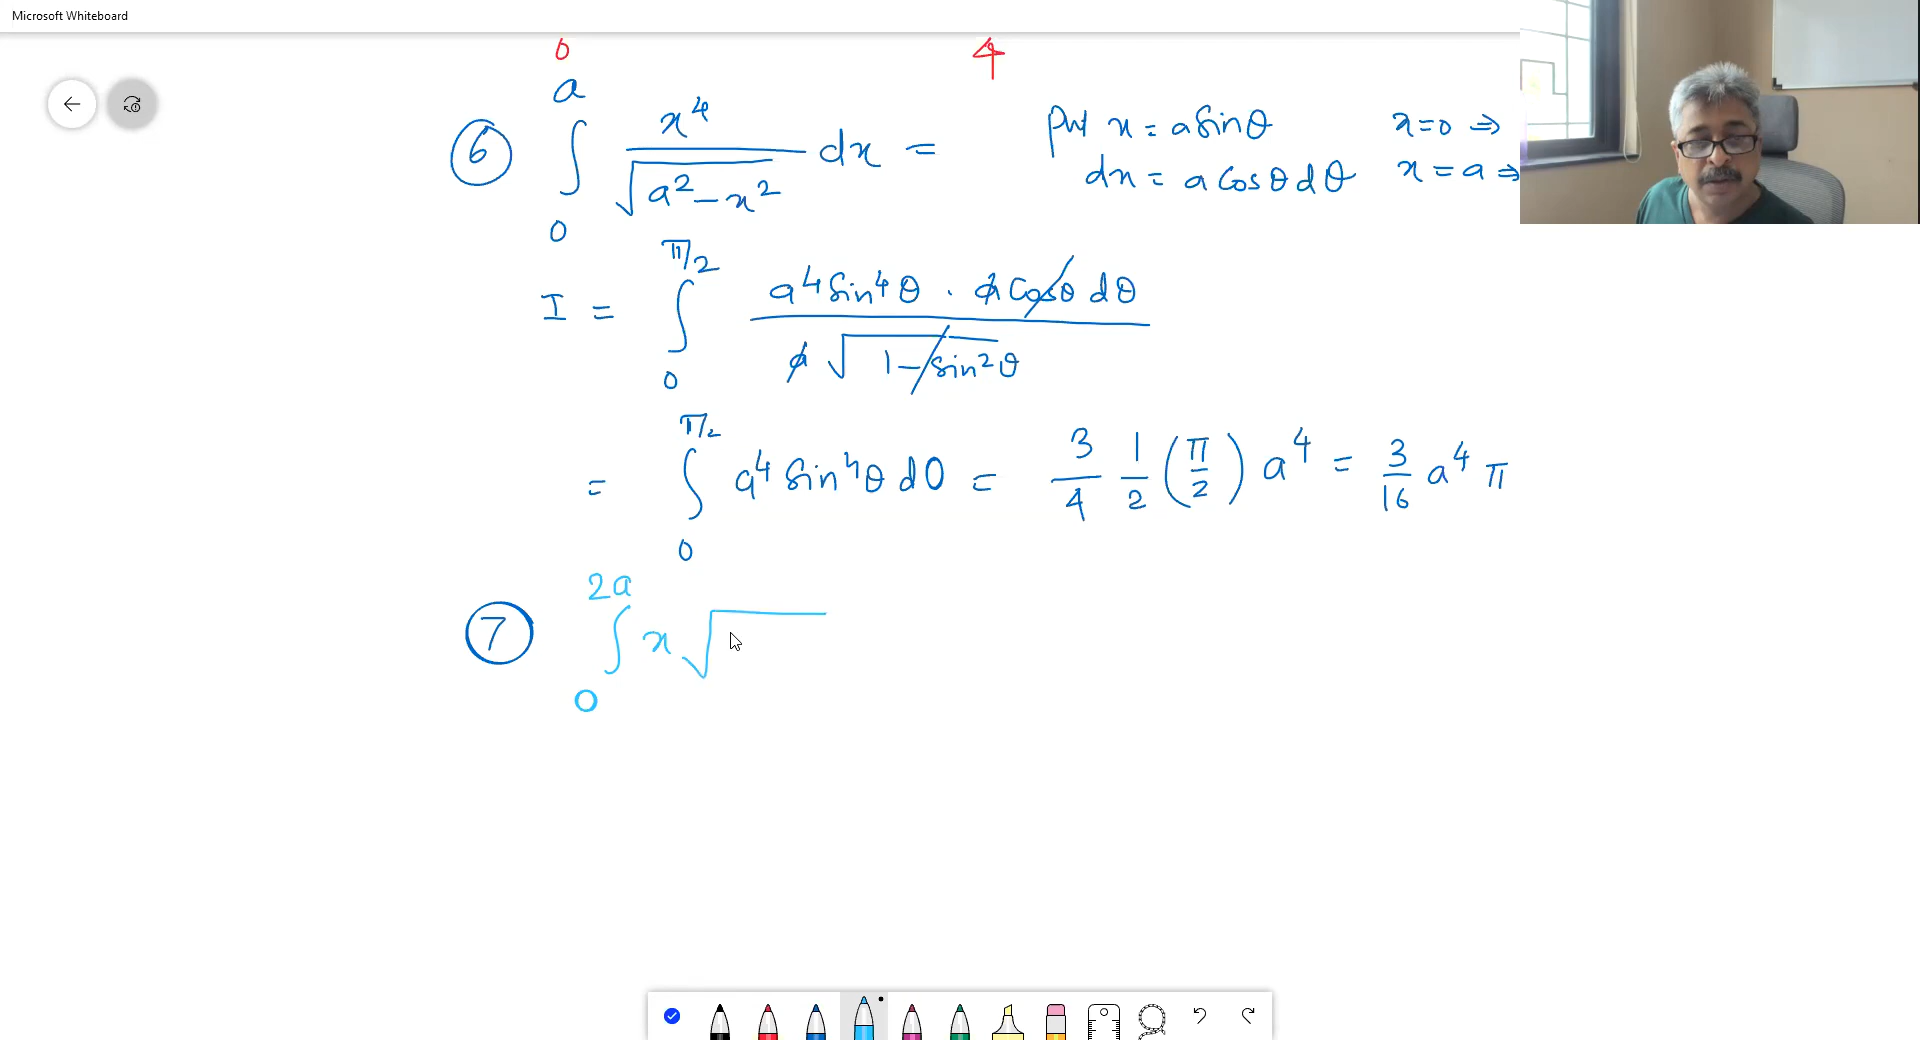 Microsoft Whiteboard
0 4
⑥ ∫₀ᵃ x⁴/√(a²-x²) dx = Put x = a Sinθ x=0 ⇒
dx = a Cosθ dθ x=a ⇒
I = ∫₀^(π/2) a⁴Sin⁴θ · a Cosθ dθ / a√(1-Sin²θ)
= ∫₀^(π/2) a⁴ Sin⁴θ dθ = 3/4 1/2 (π/2) a⁴ = 3/16 a⁴ π
⑦ ∫₀^(2a) x √